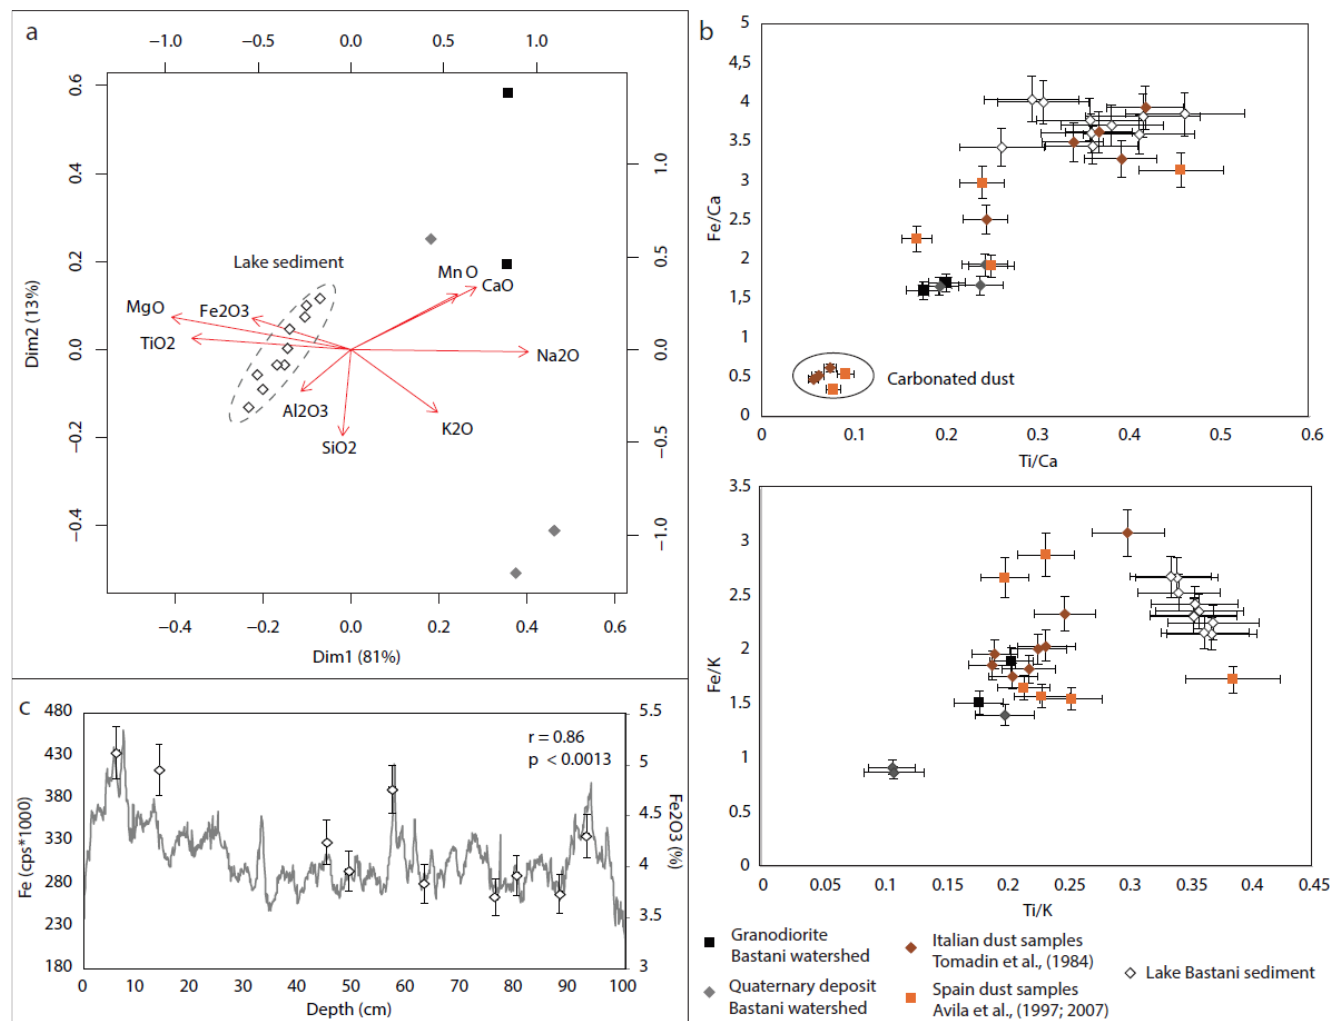 a
−1.0 −0.5 0.0 0.5 1.0
0.6
0.4
0.2
0.0
−0.2
−0.4
Dim2 (13%)
1.0
0.5
0.0
−0.5
−1.0
Lake sediment
Mn O
CaO
MgO
Fe2O3
TiO2
Na2O
Al2O3
K2O
SiO2
−0.4 −0.2 0.0 0.2 0.4 0.6
Dim1 (81%)
b
5
4,5
4
3.5
3
2.5
2
1.5
1
0.5
0
Fe/Ca
Carbonated dust
0 0.1 0.2 0.3 0.4 0.5 0.6
Ti/Ca
3.5
3
2.5
2
1.5
1
0.5
0
Fe/K
0 0.05 0.1 0.15 0.2 0.25 0.3 0.35 0.4 0.45
Ti/K
c
480
430
380
330
280
230
180
Fe (cps*1000)
r = 0.86
p < 0.0013
5.5
5
4.5
4
3.5
3
Fe2O3 (%)
0 10 20 30 40 50 60 70 80 90 100
Depth (cm)
Granodiorite
Bastani watershed
Quaternary deposit
Bastani watershed
Italian dust samples
Tomadin et al., (1984)
Spain dust samples
Avila et al., (1997; 2007)
Lake Bastani sediment